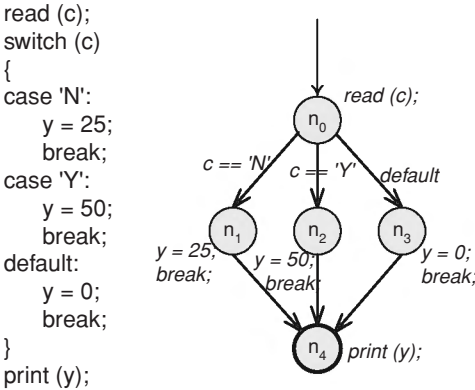 read (c);
switch (c)
{
case 'N':
y = 25;
break;
case 'Y':
y = 50;
break;
default:
y = 0;
break;
}
print (y);
read (c);
n0
c == 'N'
c == 'Y'
default
n1
n2
n3
y = 25;
break;
y = 50;
break;
y = 0;
break;
n4
print (y);